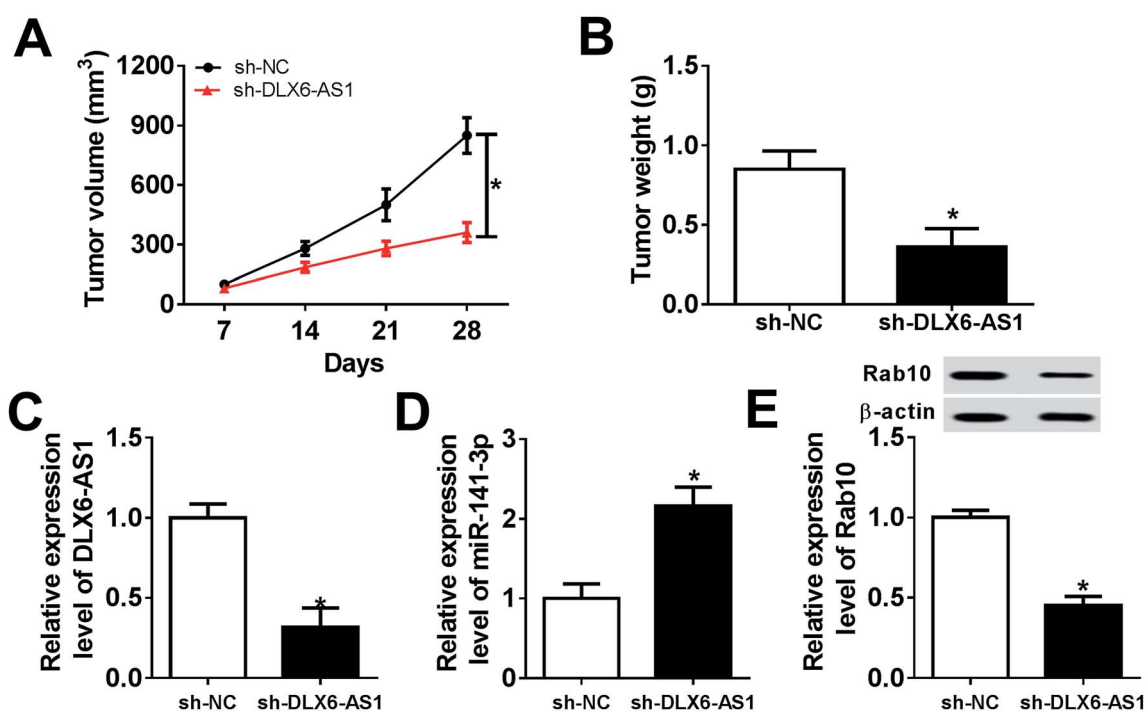 A
Tumor volume (mm3)
1200
900
600
300
0
sh-NC
sh-DLX6-AS1
*
7 14 21 28
Days
B
Tumor weight (g)
1.5
1.0
0.5
0.0
*
sh-NC sh-DLX6-AS1
C
Relative expression
level of DLX6-AS1
1.5
1.0
0.5
0.0
*
sh-NC sh-DLX6-AS1
D
Relative expression
level of miR-141-3p
3
2
1
0
*
sh-NC sh-DLX6-AS1
E
Rab10
β-actin
Relative expression
level of Rab10
1.5
1.0
0.5
0.0
*
sh-NC sh-DLX6-AS1